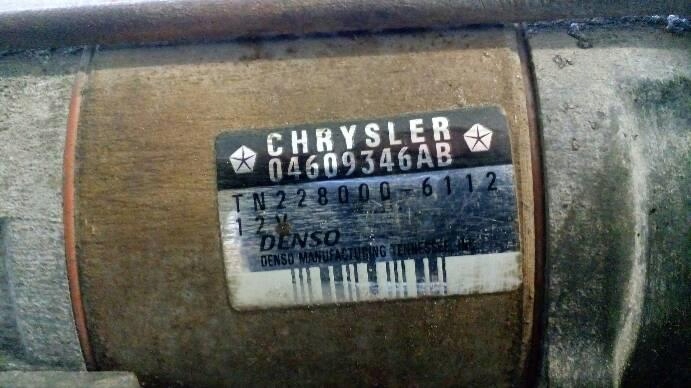 CHRYSLER
04609346AB
TN228000-6112
12V
DENSO
DENSO MANUFACTURING TENNESSEE, INC.